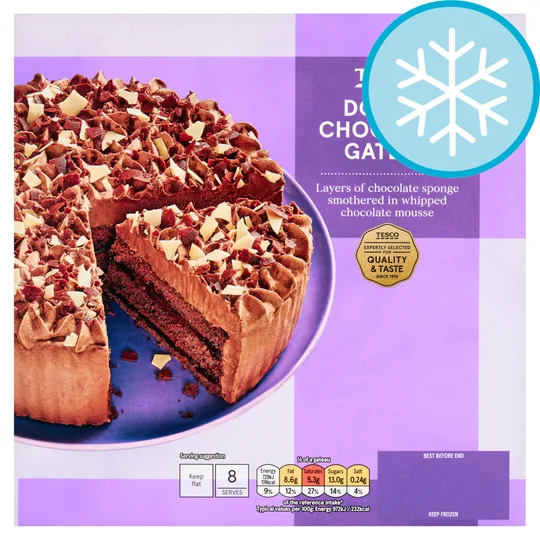 Layers of chocolate sponge
smothered in whipped
chocolate mousse
TESCO
EXPERTLY SELECTED
FOR
QUALITY
& TASTE
SINCE 1919
Serving suggestion
Keep
flat
8
SERVES
⅛ of a gateau
Energy Fat Saturates Sugars Salt
8.6g 5.3g 13.0g 0.24g
9% 12% 27% 14% 4%
of the reference intake*.
Typical values per 100g: Energy 972kJ / 232kcal
BEST BEFORE END
KEEP FROZEN